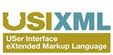 USIXML
USer Interface
eXtended Markup Language